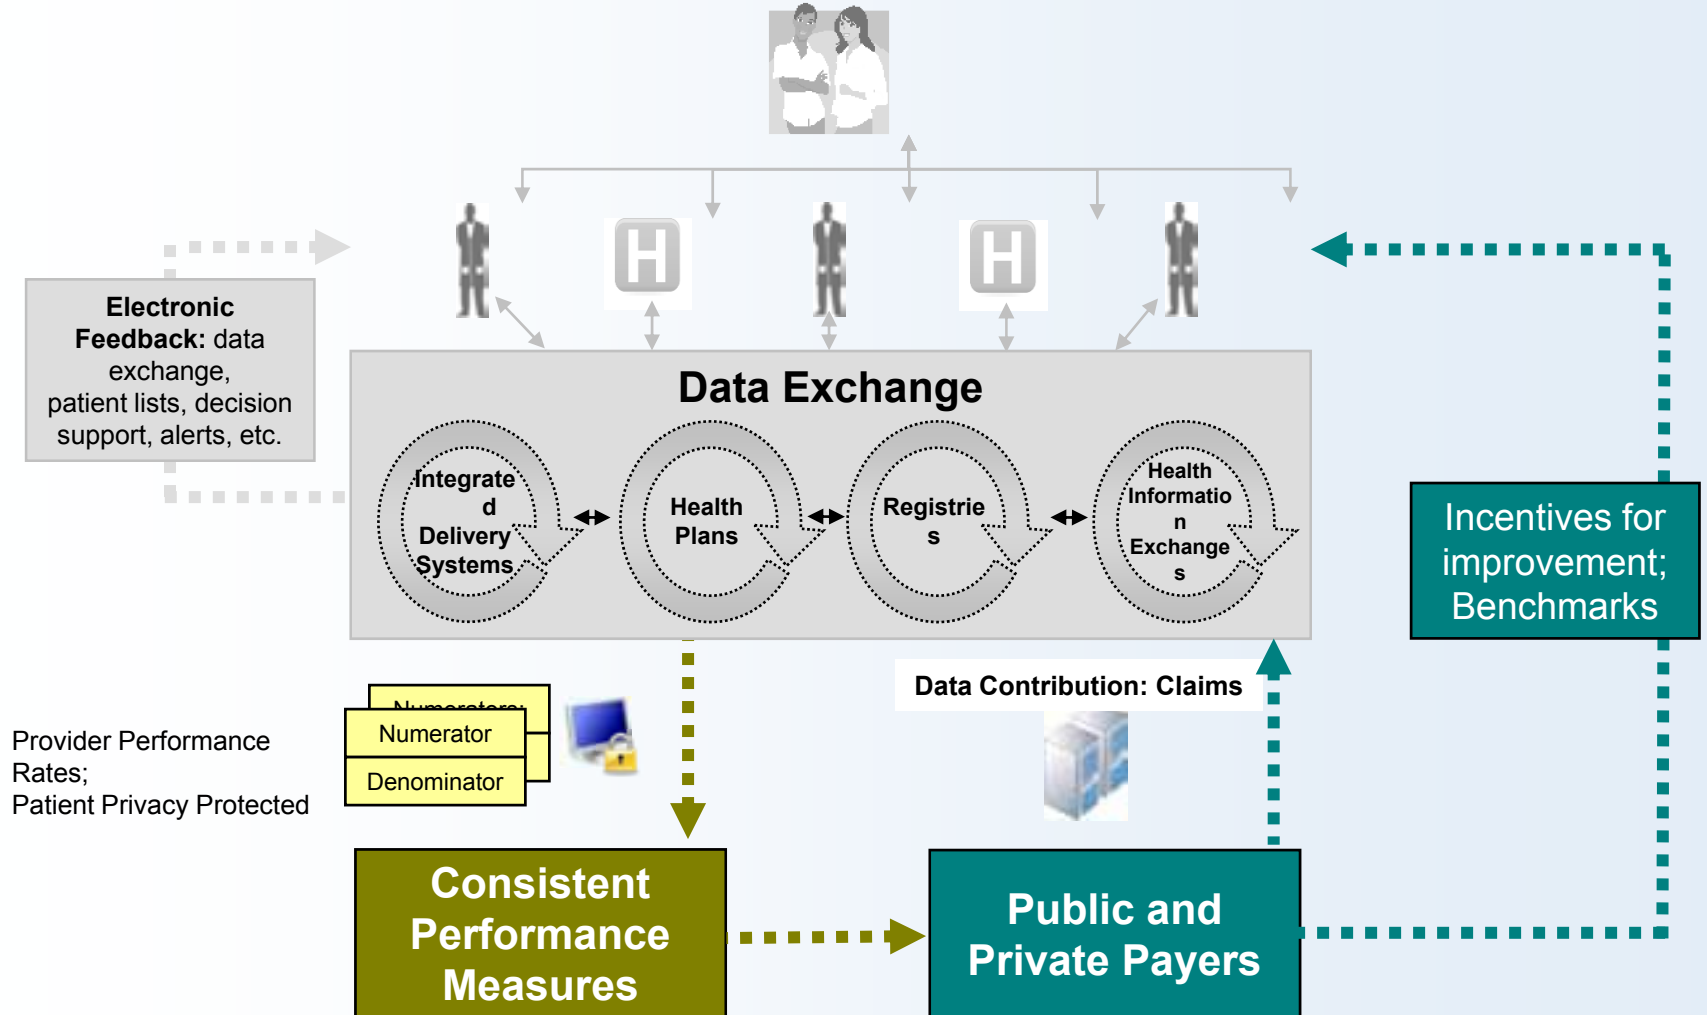 H
H
Electronic
Feedback: data
exchange,
patient lists, decision
support, alerts, etc.
Data Exchange
Integrate
d
Delivery
Systems
Health
Plans
Registrie
s
Health
Informatio
n
Exchange
s
Incentives for
improvement;
Benchmarks
Data Contribution: Claims
Provider Performance
Rates;
Patient Privacy Protected
Numerator
Denominator
Consistent
Performance
Measures
Public and
Private Payers